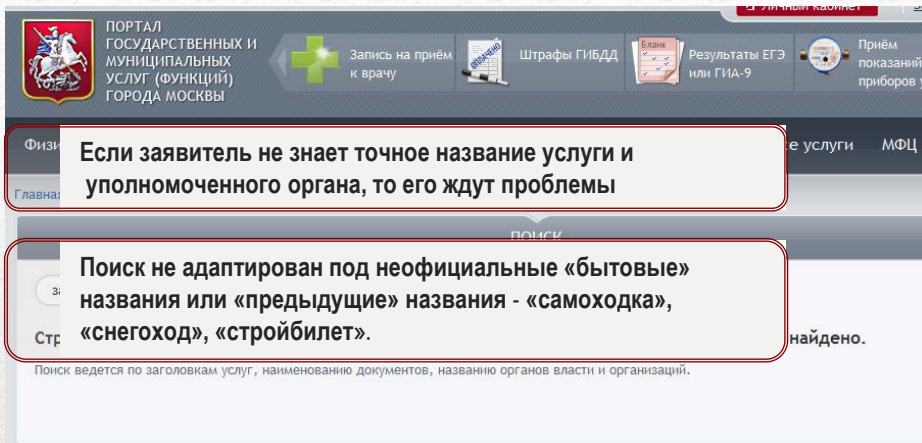 Личный кабинет
ПОРТАЛ
ГОСУДАРСТВЕННЫХ И
МУНИЦИПАЛЬНЫХ
УСЛУГ (ФУНКЦИЙ)
ГОРОДА МОСКВЫ
Запись на приём
к врачу
ОПЛАЧЕНО
Штрафы ГИБДД
Бланк
Результаты ЕГЭ
или ГИА-9
Приём
показаний
приборов
услуги МФЦ
Если заявитель не знает точное название услуги и
уполномоченного органа, то его ждут проблемы
Главная
ПОИСК
Поиск не адаптирован под неофициальные «бытовые»
названия или «предыдущие» названия - «самоходка»,
«снегоход», «стройбилет».
найдено.
Поиск ведется по заголовкам услуг, наименованию документов, названию органов власти и организаций.